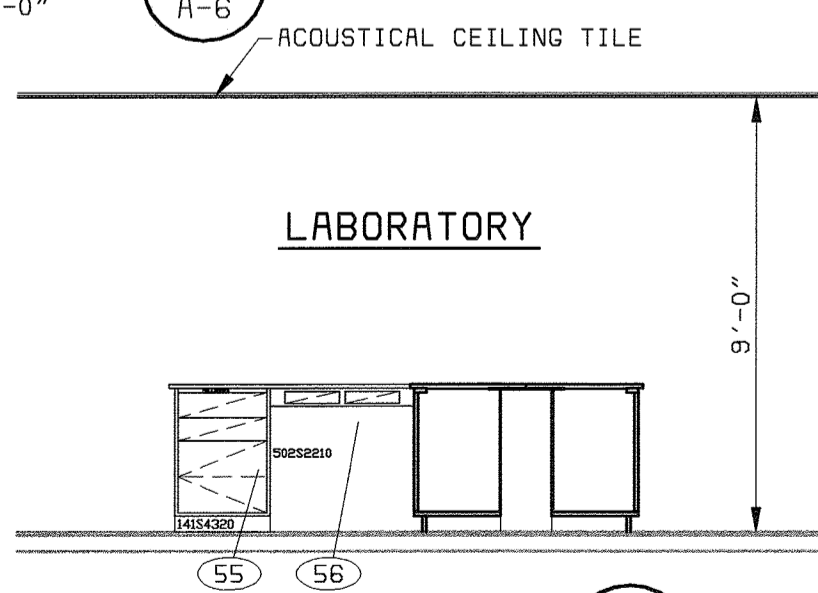 -0"
A-6
ACOUSTICAL CEILING TILE
LABORATORY
9'-0"
502S2210
141S4320
55
56